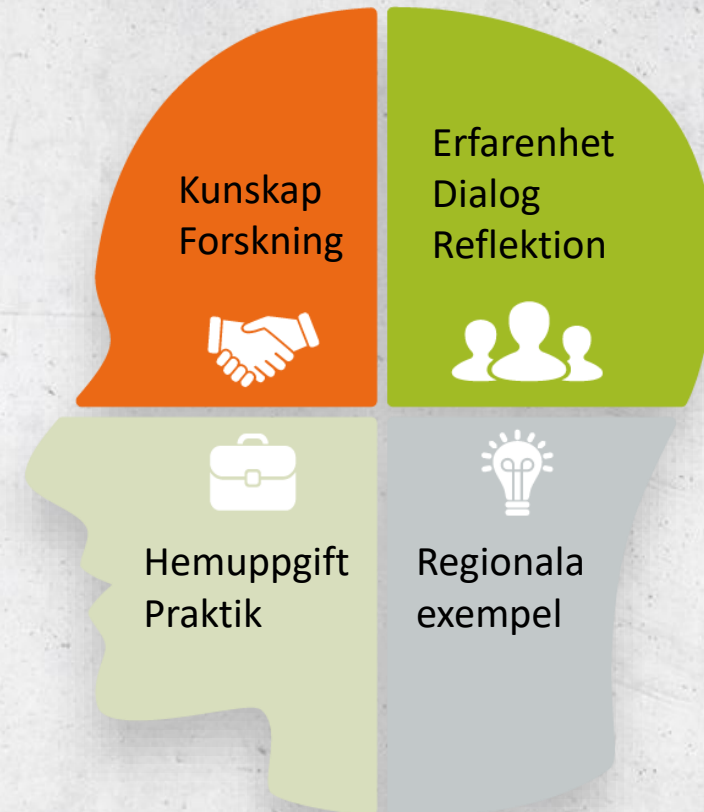 Kunskap
Forskning
Erfarenhet
Dialog
Reflektion
Hemuppgift
Praktik
Regionala
exempel